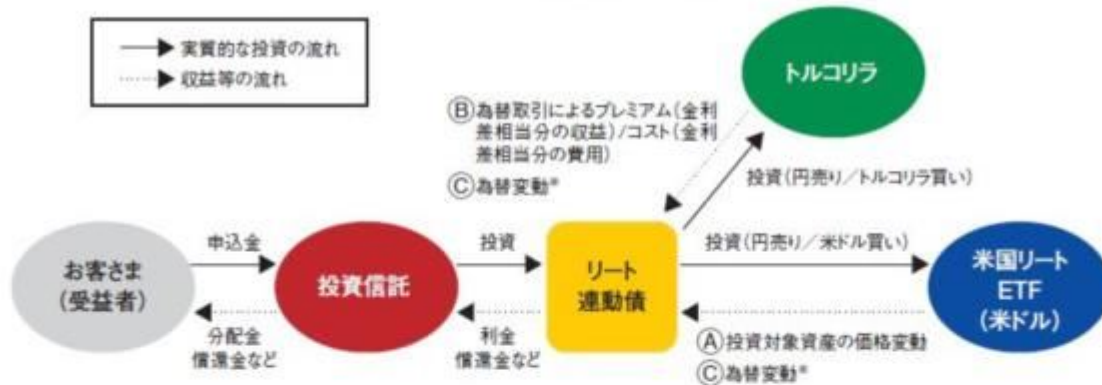 実質的な投資の流れ
収益等の流れ
トルコリラ
Ⓑ為替取引によるプレミアム(金利
差相当分の収益)/コスト(金利
差相当分の費用)
Ⓒ為替変動※
投資(円売り/トルコリラ買い)
お客さま
(受益者)
申込金
分配金
償還金など
投資信託
投資
利金
償還金など
リート
連動債
投資(円売り/米ドル買い)
Ⓐ投資対象資産の価格変動
Ⓒ為替変動※
米国リート
ETF
(米ドル)